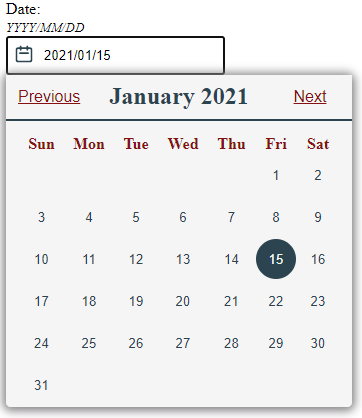 Date:
YYYY/MM/DD
2021/01/15
Previous January 2021 Next
Sun Mon Tue Wed Thu Fri Sat
1 2
3 4 5 6 7 8 9
10 11 12 13 14 15 16
17 18 19 20 21 22 23
24 25 26 27 28 29 30
31